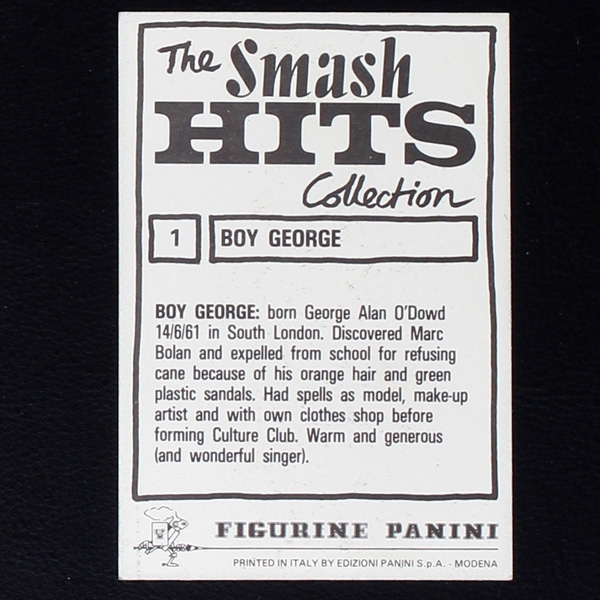 The Smash
HITS
Collection
1 BOY GEORGE
BOY GEORGE: born George Alan O'Dowd
14/6/61 in South London. Discovered Marc
Bolan and expelled from school for refusing
cane because of his orange hair and green
plastic sandals. Had spells as model, make-up
artist and with own clothes shop before
forming Culture Club. Warm and generous
(and wonderful singer).
FIGURINE PANINI
PRINTED IN ITALY BY EDIZIONI PANINI S.p.A. - MODENA